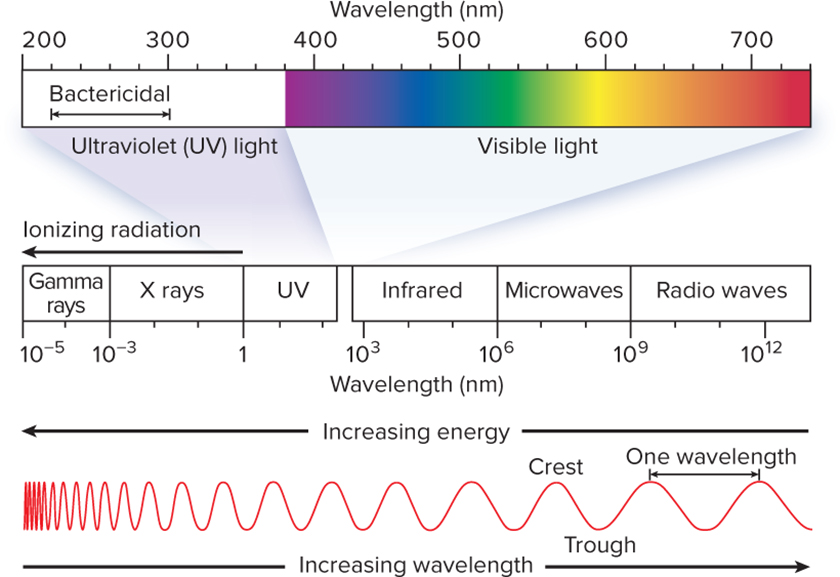 Wavelength (nm)
200 300 400 500 600 700
Bactericidal
Ultraviolet (UV) light Visible light
Ionizing radiation
Gamma
rays
X rays UV Infrared Microwaves Radio waves
10⁻⁵ 10⁻³ 1 10³ 10⁶ 10⁹ 10¹²
Wavelength (nm)
Increasing energy
One wavelength
Crest
Trough
Increasing wavelength